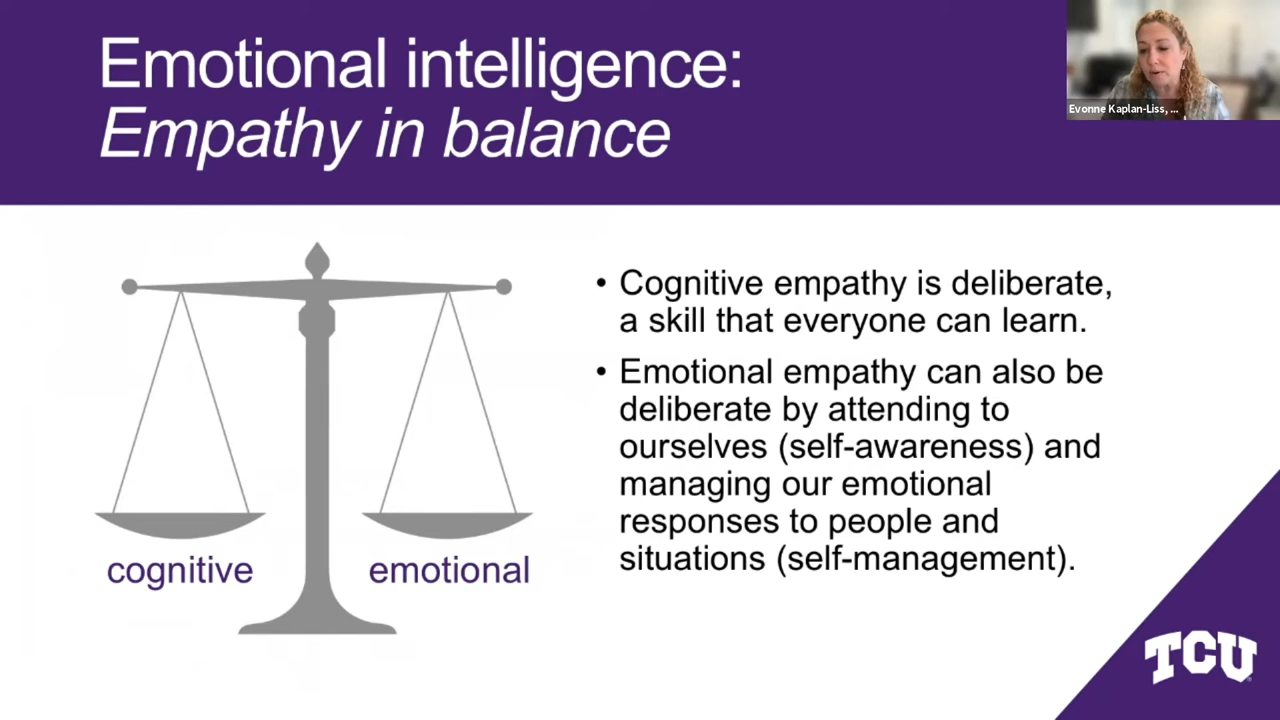 Emotional intelligence:
Empathy in balance
Evonne Kaplan-Liss, ...
• Cognitive empathy is deliberate,
a skill that everyone can learn.
• Emotional empathy can also be
deliberate by attending to
ourselves (self-awareness) and
managing our emotional
responses to people and
situations (self-management).
cognitive
emotional
TCU